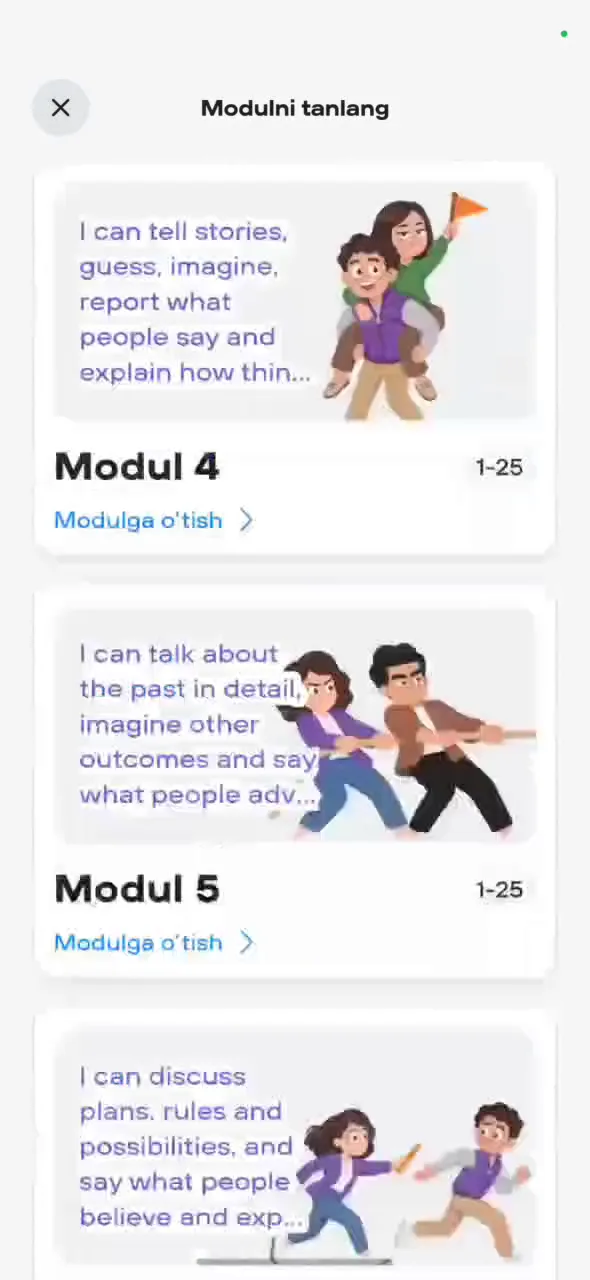 Modulni tanlang
I can tell stories,
guess, imagine,
report what
people say and
explain how thin...
Modul 4
1-25
Modulga o'tish
I can talk about
the past in detail,
imagine other
outcomes and say
what people adv...
Modul 5
1-25
Modulga o'tish
I can discuss
plans, rules and
possibilities, and
say what people
believe and exp...